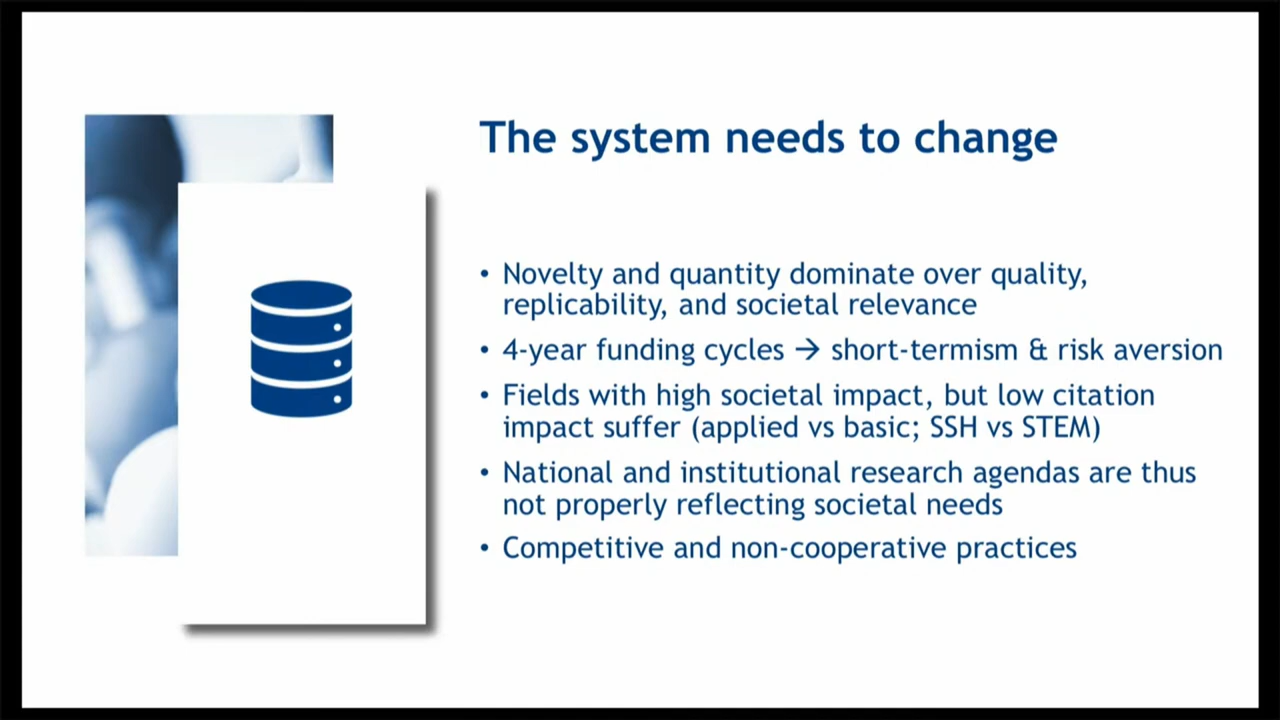 The system needs to change
• Novelty and quantity dominate over quality,
replicability, and societal relevance
• 4-year funding cycles → short-termism & risk aversion
• Fields with high societal impact, but low citation
impact suffer (applied vs basic; SSH vs STEM)
• National and institutional research agendas are thus
not properly reflecting societal needs
• Competitive and non-cooperative practices